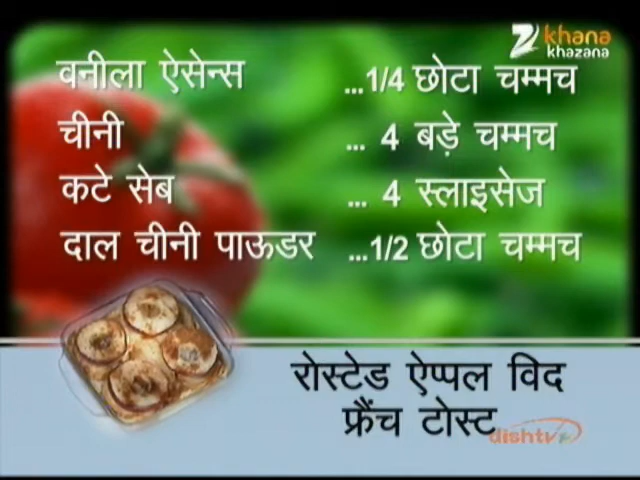 Z khana khazana
वनीला ऐसेन्स ...1/4 छोटा चम्मच
चीनी ... 4 बड़े चम्मच
कटे सेब ... 4 स्लाइसेज
दाल चीनी पाऊडर ...1/2 छोटा चम्मच
रोस्टेड ऐप्पल विद
फ्रैंच टोस्ट
dishtv